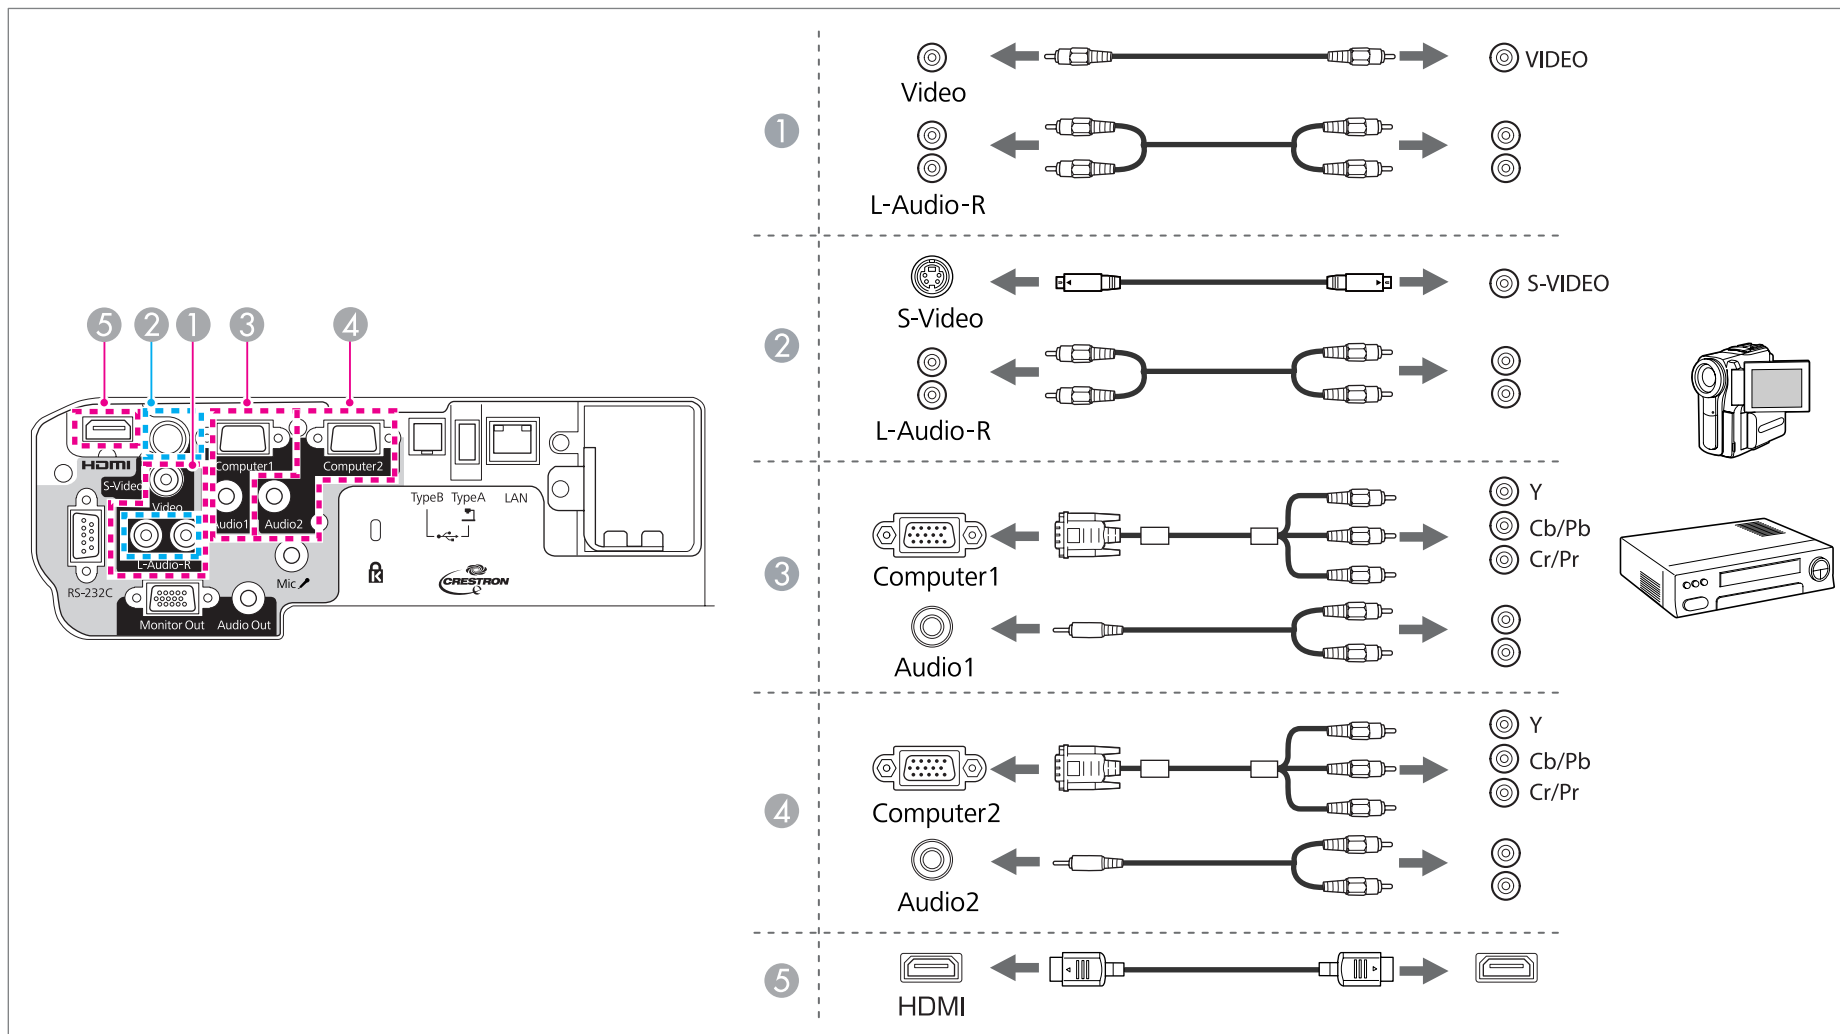 5 2 1 3 4
HDMI
S-Video
Video
L-Audio-R
Computer1
Computer2
Audio1
Audio2
TypeB TypeA LAN
RS-232C
Mic
K
CRESTRON
Monitor Out
Audio Out
1
Video
VIDEO
L-Audio-R
2
S-Video
S-VIDEO
L-Audio-R
3
Computer1
Y
Cb/Pb
Cr/Pr
Audio1
4
Computer2
Y
Cb/Pb
Cr/Pr
Audio2
5
HDMI